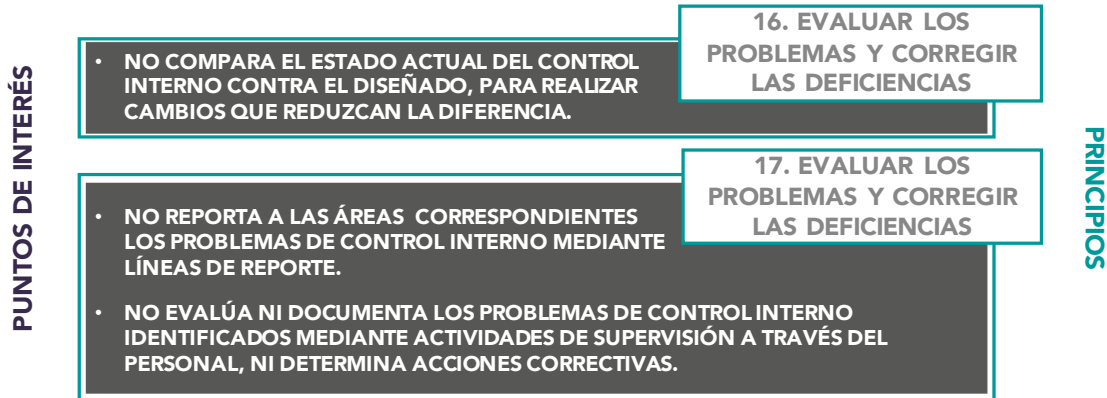 PUNTOS DE INTERÉS
16. EVALUAR LOS
PROBLEMAS Y CORREGIR
LAS DEFICIENCIAS
• NO COMPARA EL ESTADO ACTUAL DEL CONTROL
INTERNO CONTRA EL DISEÑADO, PARA REALIZAR
CAMBIOS QUE REDUZCAN LA DIFERENCIA.
17. EVALUAR LOS
PROBLEMAS Y CORREGIR
LAS DEFICIENCIAS
• NO REPORTA A LAS ÁREAS CORRESPONDIENTES
LOS PROBLEMAS DE CONTROL INTERNO MEDIANTE
LÍNEAS DE REPORTE.
• NO EVALÚA NI DOCUMENTA LOS PROBLEMAS DE CONTROL INTERNO
IDENTIFICADOS MEDIANTE ACTIVIDADES DE SUPERVISIÓN A TRAVÉS DEL
PERSONAL, NI DETERMINA ACCIONES CORRECTIVAS.
PRINCIPIOS